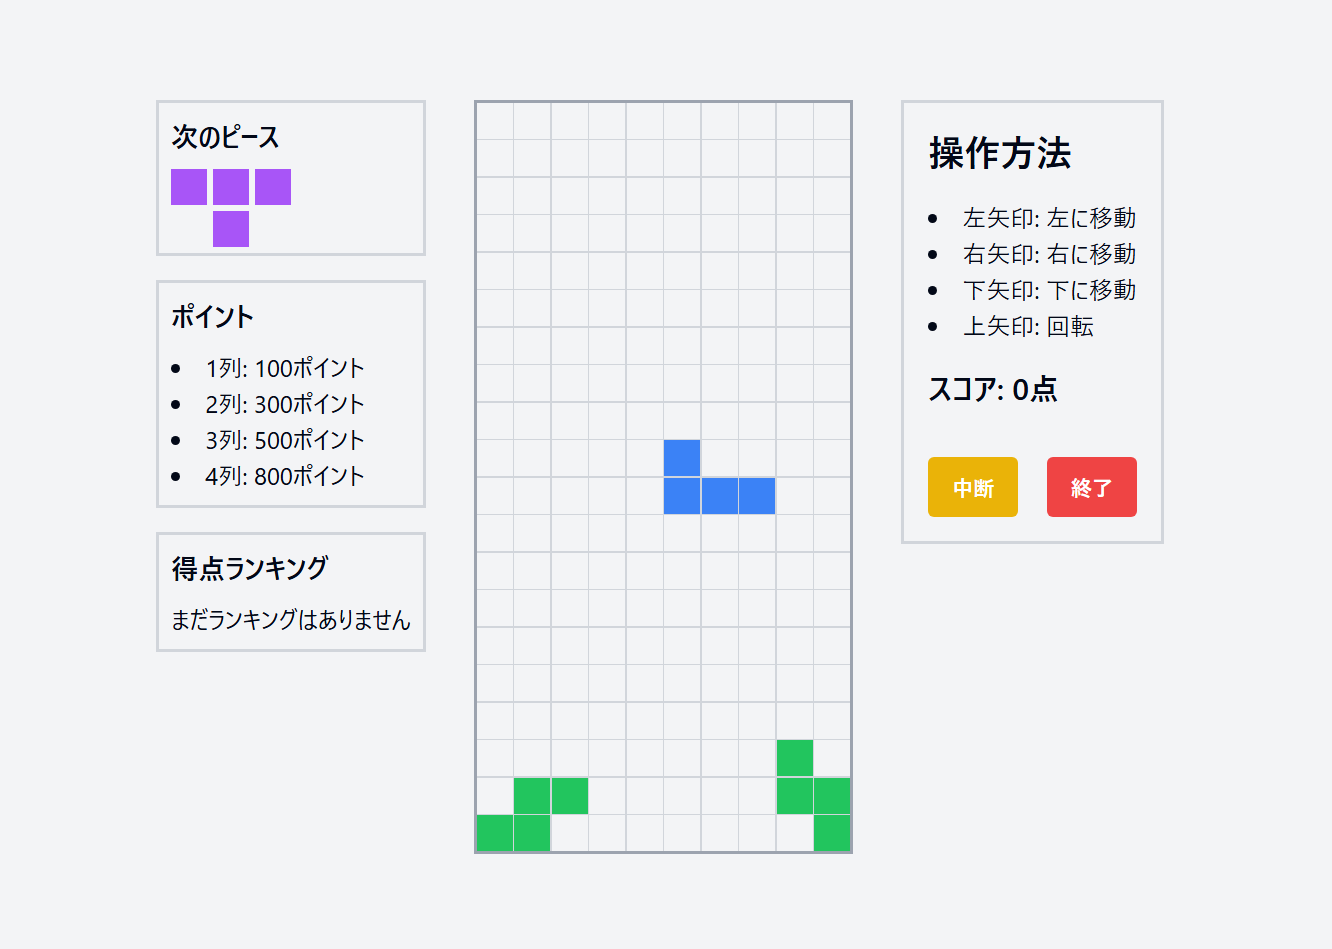 次のピース
ポイント
1列: 100ポイント
2列: 300ポイント
3列: 500ポイント
4列: 800ポイント
得点ランキング
まだランキングはありません
操作方法
左矢印: 左に移動
右矢印: 右に移動
下矢印: 下に移動
上矢印: 回転
スコア: 0点
中断
終了